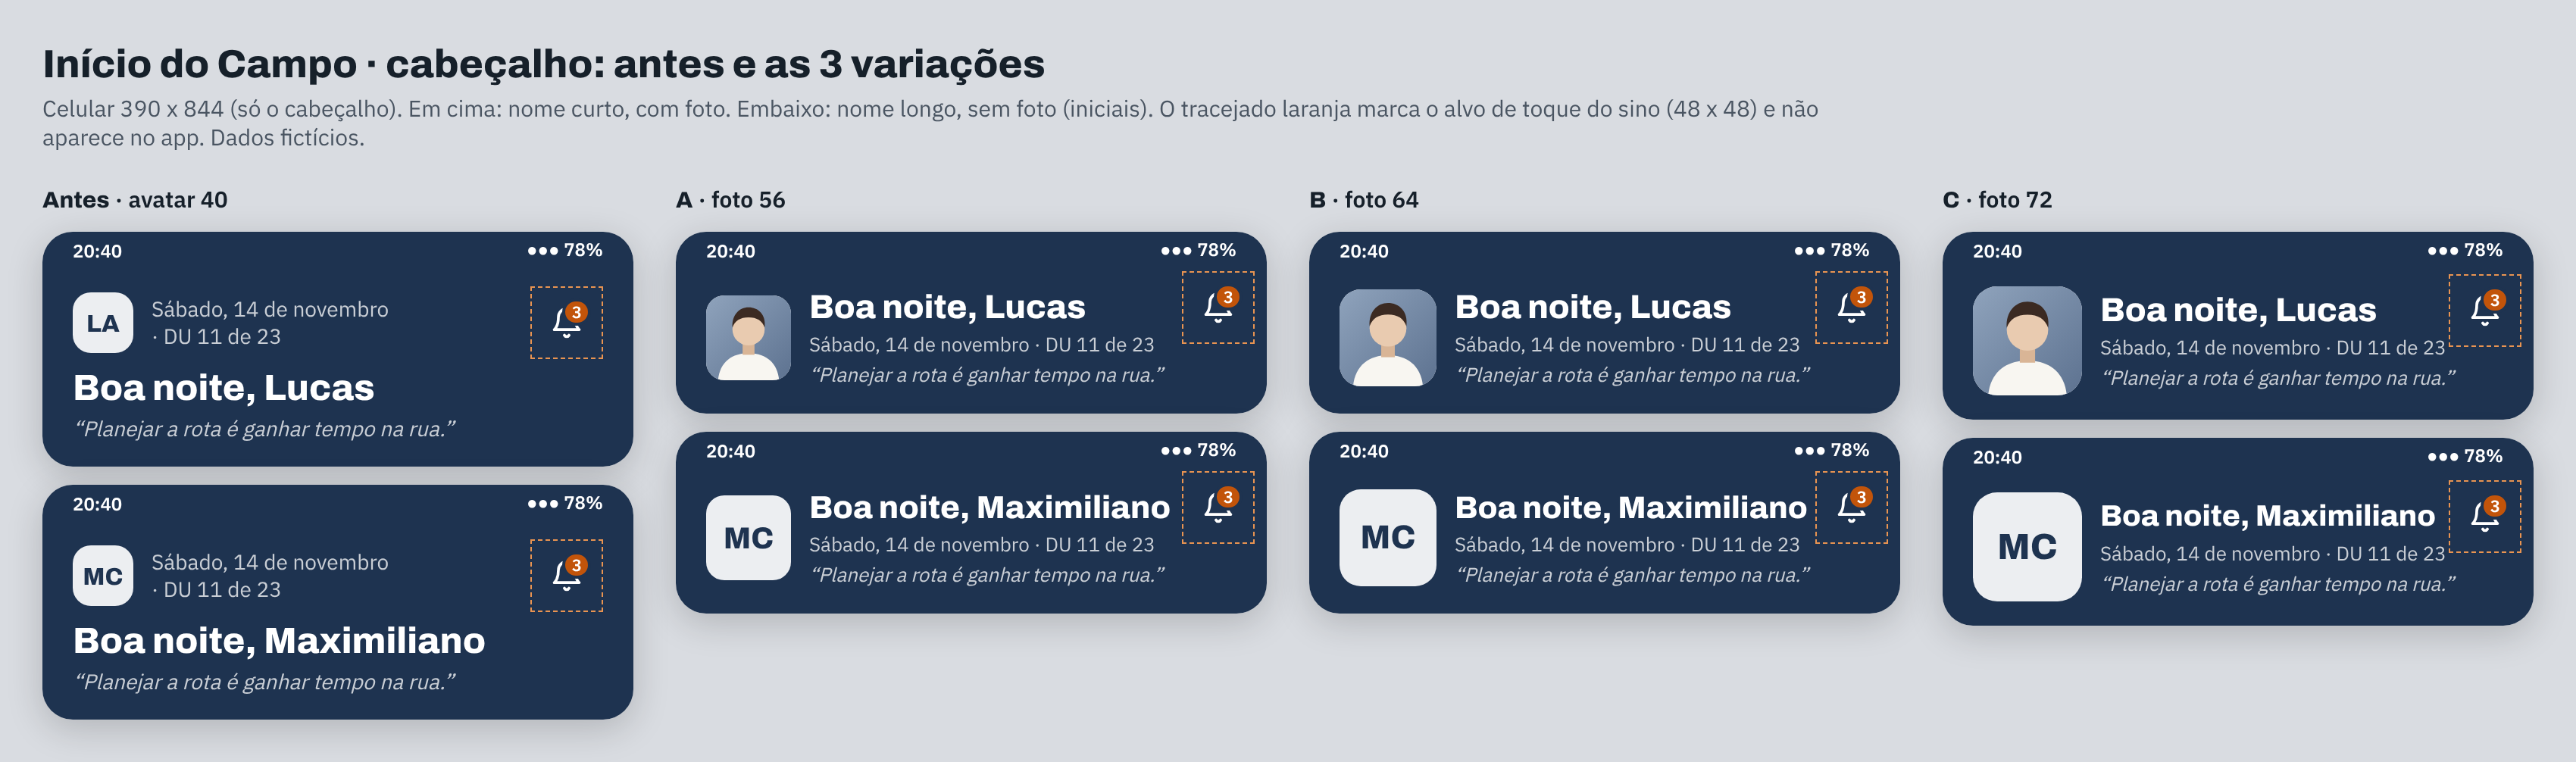 Início do Campo · cabeçalho: antes e as 3 variações
Celular 390 x 844 (só o cabeçalho). Em cima: nome curto, com foto. Embaixo: nome longo, sem foto (iniciais). O tracejado laranja marca o alvo de toque do sino (48 x 48) e não
aparece no app. Dados fictícios.
Antes · avatar 40
20:40
78%
LA
Sábado, 14 de novembro
· DU 11 de 23
3
Boa noite, Lucas
“Planejar a rota é ganhar tempo na rua.”
20:40
78%
MC
Sábado, 14 de novembro
· DU 11 de 23
3
Boa noite, Maximiliano
“Planejar a rota é ganhar tempo na rua.”
A · foto 56
20:40
78%
Boa noite, Lucas
3
Sábado, 14 de novembro · DU 11 de 23
“Planejar a rota é ganhar tempo na rua.”
20:40
78%
MC
Boa noite, Maximiliano
3
Sábado, 14 de novembro · DU 11 de 23
“Planejar a rota é ganhar tempo na rua.”
B · foto 64
20:40
78%
Boa noite, Lucas
3
Sábado, 14 de novembro · DU 11 de 23
“Planejar a rota é ganhar tempo na rua.”
20:40
78%
MC
Boa noite, Maximiliano
3
Sábado, 14 de novembro · DU 11 de 23
“Planejar a rota é ganhar tempo na rua.”
C · foto 72
20:40
78%
Boa noite, Lucas
3
Sábado, 14 de novembro · DU 11 de 23
“Planejar a rota é ganhar tempo na rua.”
20:40
78%
MC
Boa noite, Maximiliano
3
Sábado, 14 de novembro · DU 11 de 23
“Planejar a rota é ganhar tempo na rua.”